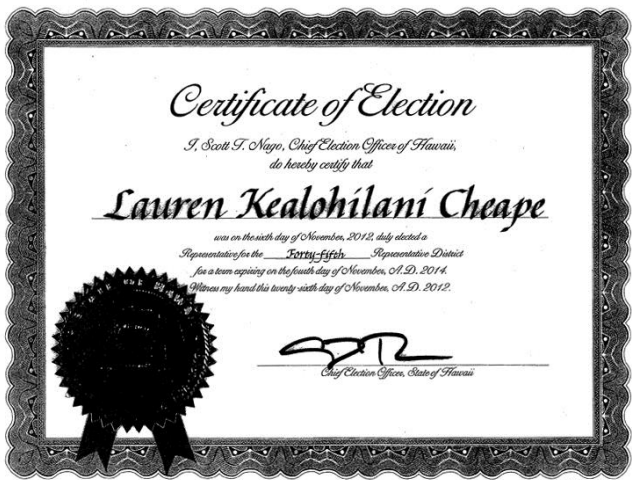 Certificate of Election
I, Scott T. Nago, Chief Election Officer of Hawaii,
do hereby certify that
Lauren Kealohilani Cheape
was on the sixth day of November, 2012, duly elected a
Representative for the Forty-fifth Representative District
for a term expiring on the fouth day of November, A.D. 2014.
Witness my hand this twenty-sixth day of November, A.D. 2012.
Chief Election Officer, State of Hawaii